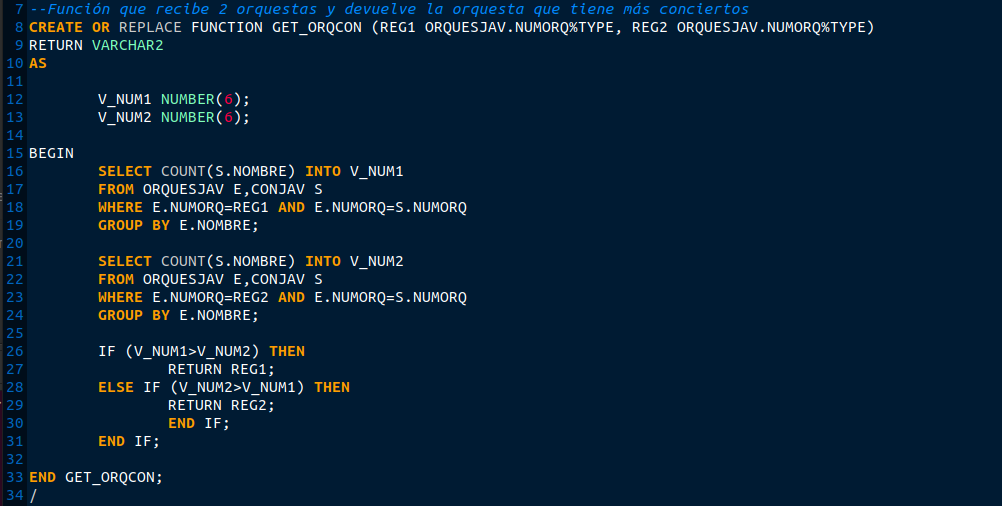 7 --Función que recibe 2 orquestas y devuelve la orquesta que tiene más conciertos
8 CREATE OR REPLACE FUNCTION GET_ORQCON (REG1 ORQUESJAV.NUMORQ%TYPE, REG2 ORQUESJAV.NUMORQ%TYPE)
9 RETURN VARCHAR2
10 AS
11
12 V_NUM1 NUMBER(6);
13 V_NUM2 NUMBER(6);
14
15 BEGIN
16 SELECT COUNT(S.NOMBRE) INTO V_NUM1
17 FROM ORQUESJAV E,CONJAV S
18 WHERE E.NUMORQ=REG1 AND E.NUMORQ=S.NUMORQ
19 GROUP BY E.NOMBRE;
20
21 SELECT COUNT(S.NOMBRE) INTO V_NUM2
22 FROM ORQUESJAV E,CONJAV S
23 WHERE E.NUMORQ=REG2 AND E.NUMORQ=S.NUMORQ
24 GROUP BY E.NOMBRE;
25
26 IF (V_NUM1>V_NUM2) THEN
27 RETURN REG1;
28 ELSE IF (V_NUM2>V_NUM1) THEN
29 RETURN REG2;
30 END IF;
31 END IF;
32
33 END GET_ORQCON;
34 /